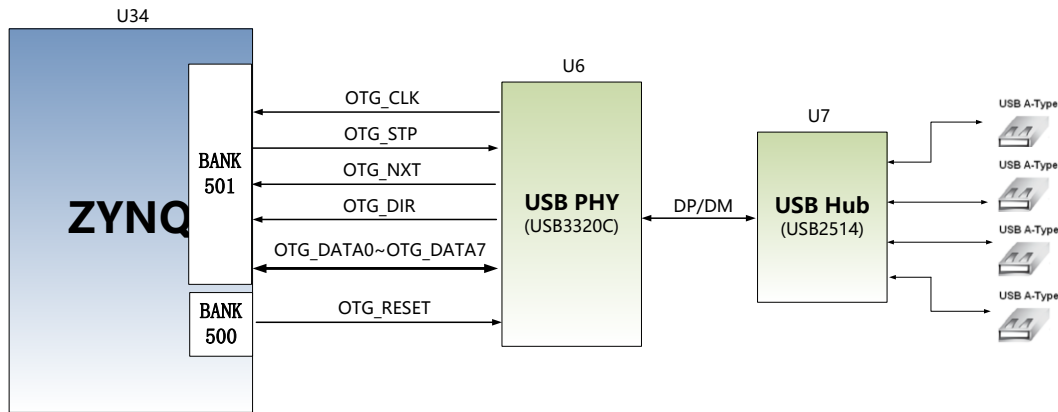 U34
ZYNQ
BANK
501
BANK
500
OTG_CLK
OTG_STP
OTG_NXT
OTG_DIR
OTG_DATA0~OTG_DATA7
OTG_RESET
U6
USB PHY
(USB3320C)
DP/DM
U7
USB Hub
(USB2514)
USB A-Type
USB A-Type
USB A-Type
USB A-Type